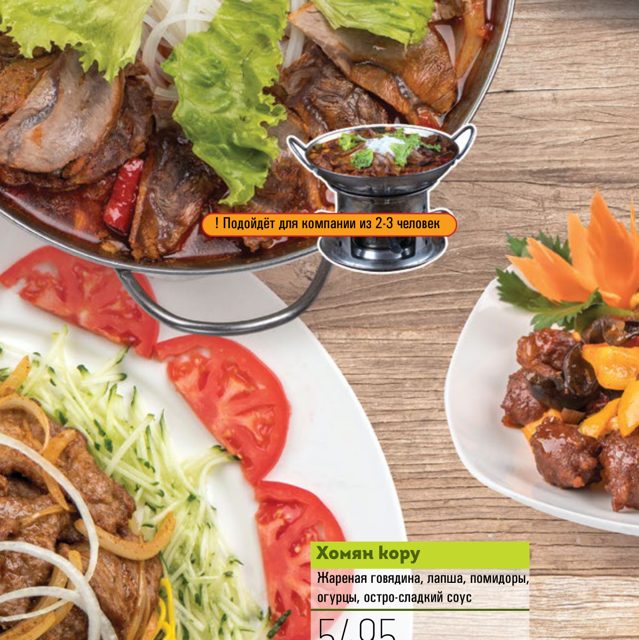 ! Подойдёт для компании из 2-3 человек
Хомян кору
Жареная говядина, лапша, помидоры,
огурцы, остро-сладкий соус